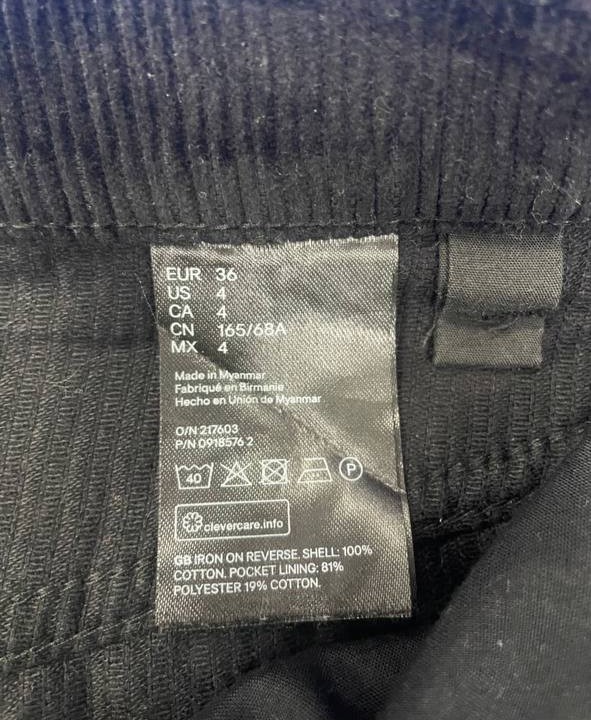 EUR 36
US 4
CA 4
CN 165/68A
MX 4
Made in Myanmar
Fabriqué en Birmanie
Hecho en Unión de Myanmar
O/N 217603
P/N 0918576 2
40 P
clevercare.info
GB IRON ON REVERSE. SHELL: 100%
COTTON. POCKET LINING: 81%
POLYESTER 19% COTTON.